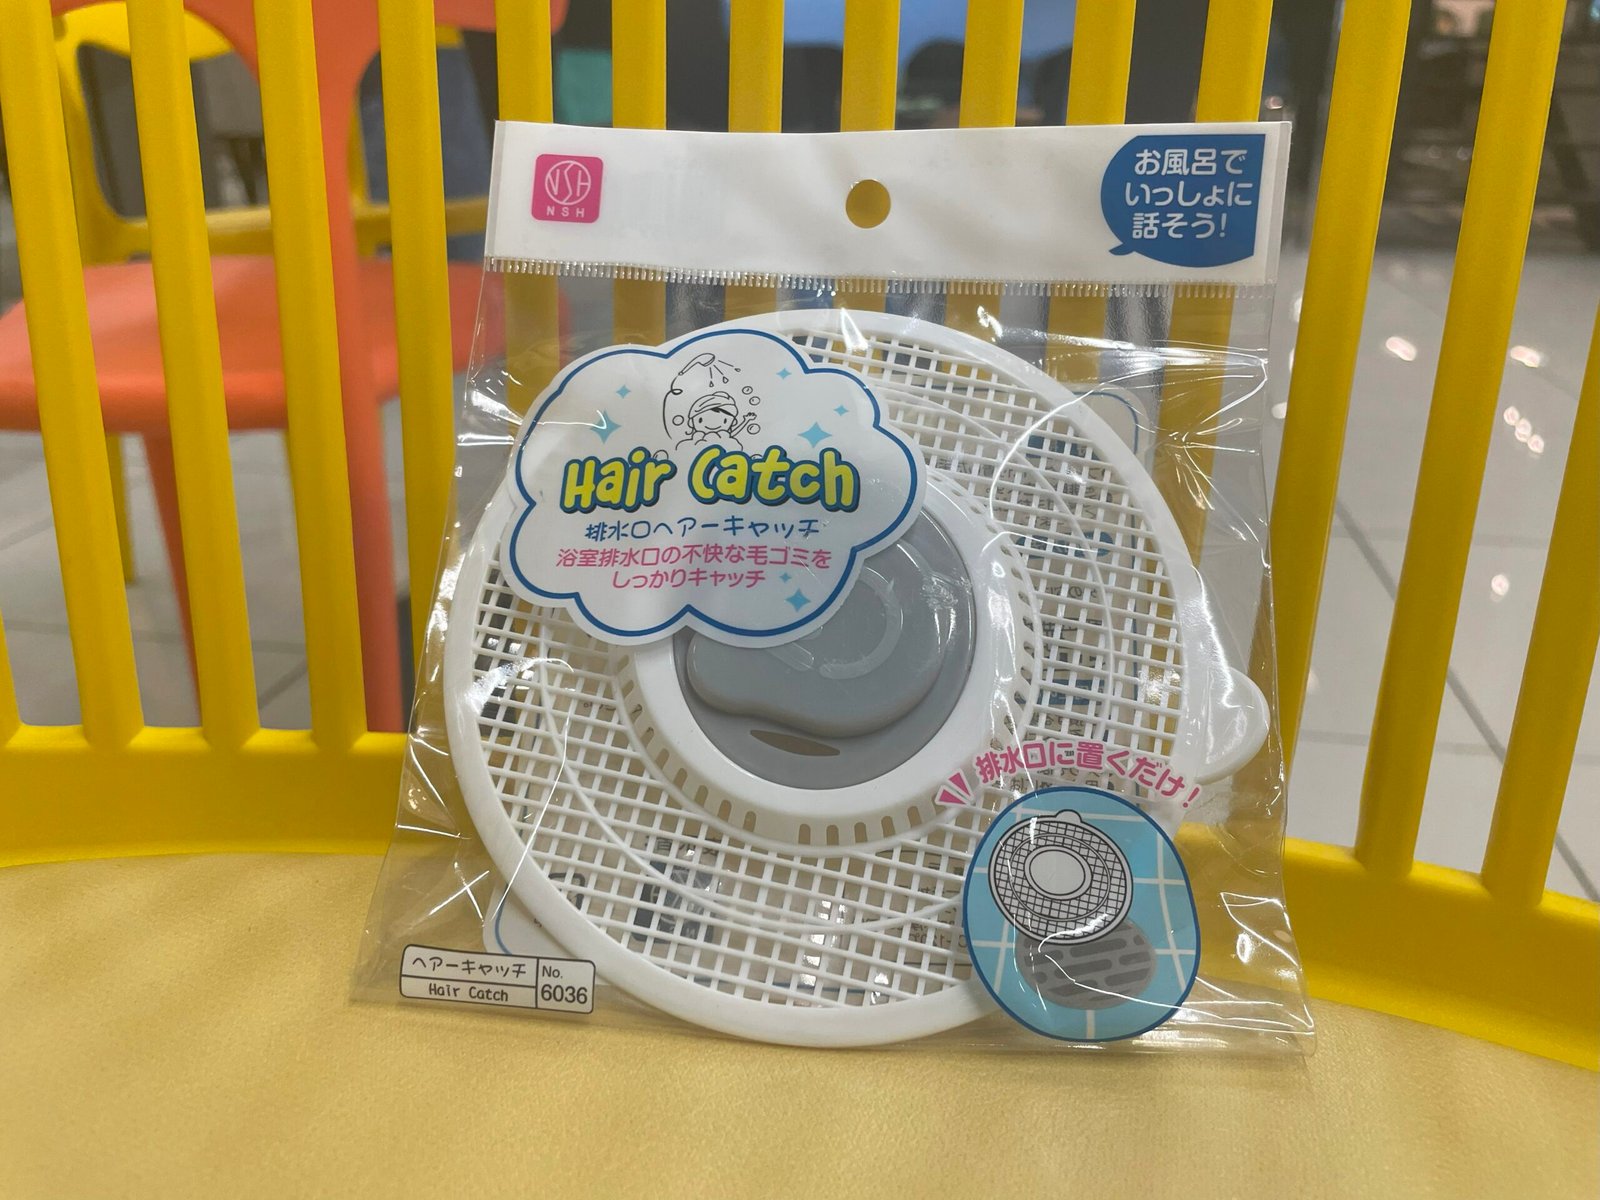 NSH
NSH
お風呂で
いっしょに
話そう!
Hair Catch
排水口ヘアーキャッチ
浴室排水口の不快な毛ゴミを
しっかりキャッチ
排水口に置くだけ!
ヘアーキャッチ
Hair Catch
No.
6036